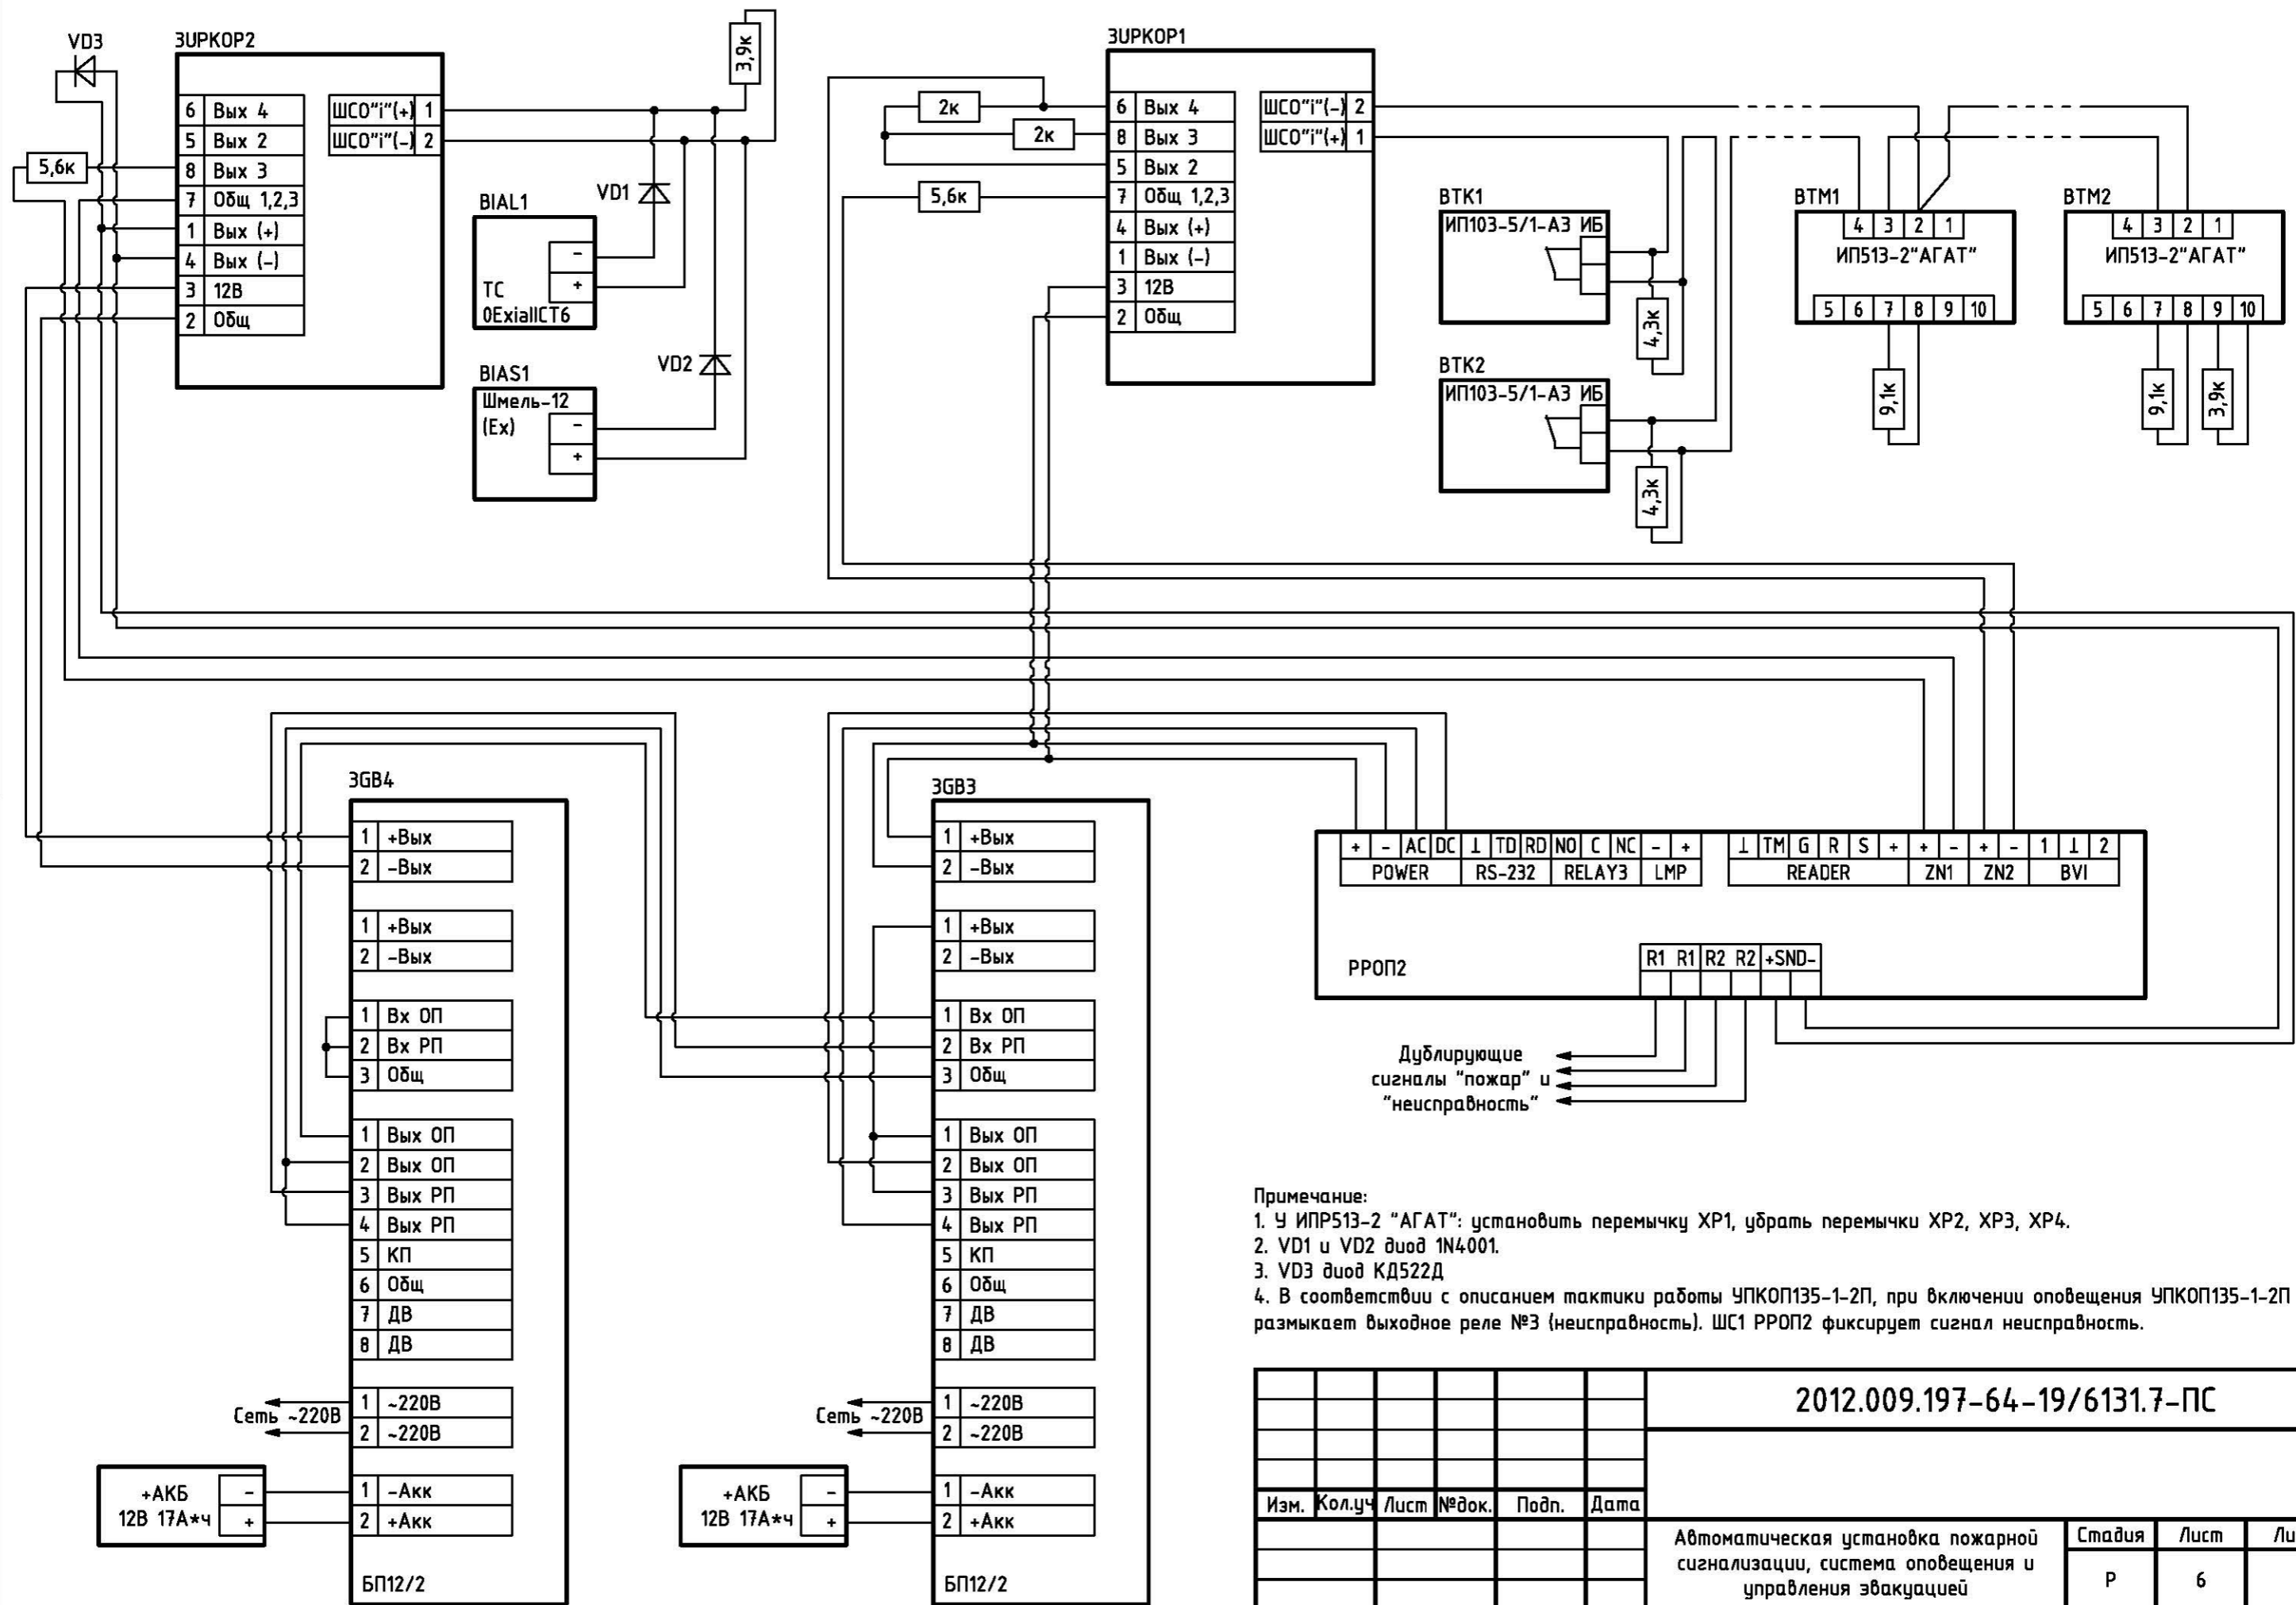 VD3
3UPKOP2
6 Вых 4
5 Вых 2
8 Вых 3
7 Общ 1,2,3
1 Вых (+)
4 Вых (-)
3 12В
2 Общ
ШСО"i"(+) 1
ШСО"i"(-) 2
5,6к
3,9к
VD1
BIAL1
-
+
ТС
0ExiaIICT6
VD2
BIAS1
Шмель-12
(Ex)
-
+
3UPKOP1
6 Вых 4
8 Вых 3
5 Вых 2
7 Общ 1,2,3
4 Вых (+)
1 Вых (-)
3 12В
2 Общ
ШСО"i"(-) 2
ШСО"i"(+) 1
2к
2к
5,6к
BTK1
ИП103-5/1-А3 ИБ
4,3к
BTK2
ИП103-5/1-А3 ИБ
4,3к
BTM1
4 3 2 1
ИП513-2"АГАТ"
5 6 7 8 9 10
9,1к
BTM2
4 3 2 1
ИП513-2"АГАТ"
5 6 7 8 9 10
9,1к
3,9к
3GB4
1 +Вых
2 -Вых
1 +Вых
2 -Вых
1 Вх ОП
2 Вх РП
3 Общ
1 Вых ОП
2 Вых ОП
3 Вых РП
4 Вых РП
5 КП
6 Общ
7 ДВ
8 ДВ
1 ~220В
2 ~220В
Сеть ~220В
1 -Акк
2 +Акк
+АКБ
12В 17А*ч
-
+
БП12/2
3GB3
1 +Вых
2 -Вых
1 +Вых
2 -Вых
1 Вх ОП
2 Вх РП
3 Общ
1 Вых ОП
2 Вых ОП
3 Вых РП
4 Вых РП
5 КП
6 Общ
7 ДВ
8 ДВ
1 ~220В
2 ~220В
Сеть ~220В
1 -Акк
2 +Акк
+АКБ
12В 17А*ч
-
+
БП12/2
+ - AC DC ⊥ TD RD NO C NC - + ⊥ TM G R S + + - + - 1 ⊥ 2
POWER RS-232 RELAY3 LMP READER ZN1 ZN2 BVI
РРОП2
R1 R1 R2 R2 +SND-
Дублирующие
сигналы "пожар" и
"неисправность"
Примечание:
1. У ИПР513-2 "АГАТ": установить перемычку ХР1, убрать перемычки ХР2, ХР3, ХР4.
2. VD1 и VD2 диод 1N4001.
3. VD3 диод КД522Д
4. В соответствии с описанием тактики работы УПКОП135-1-2П, при включении оповещения УПКОП135-1-2П
размыкает выходное реле №3 (неисправность). ШС1 РРОП2 фиксирует сигнал неисправность.
2012.009.197-64-19/6131.7-ПС
Изм. Кол.уч Лист №док. Подп. Дата
Автоматическая установка пожарной
сигнализации, система оповещения и
управления эвакуацией
Стадия Лист
Р 6